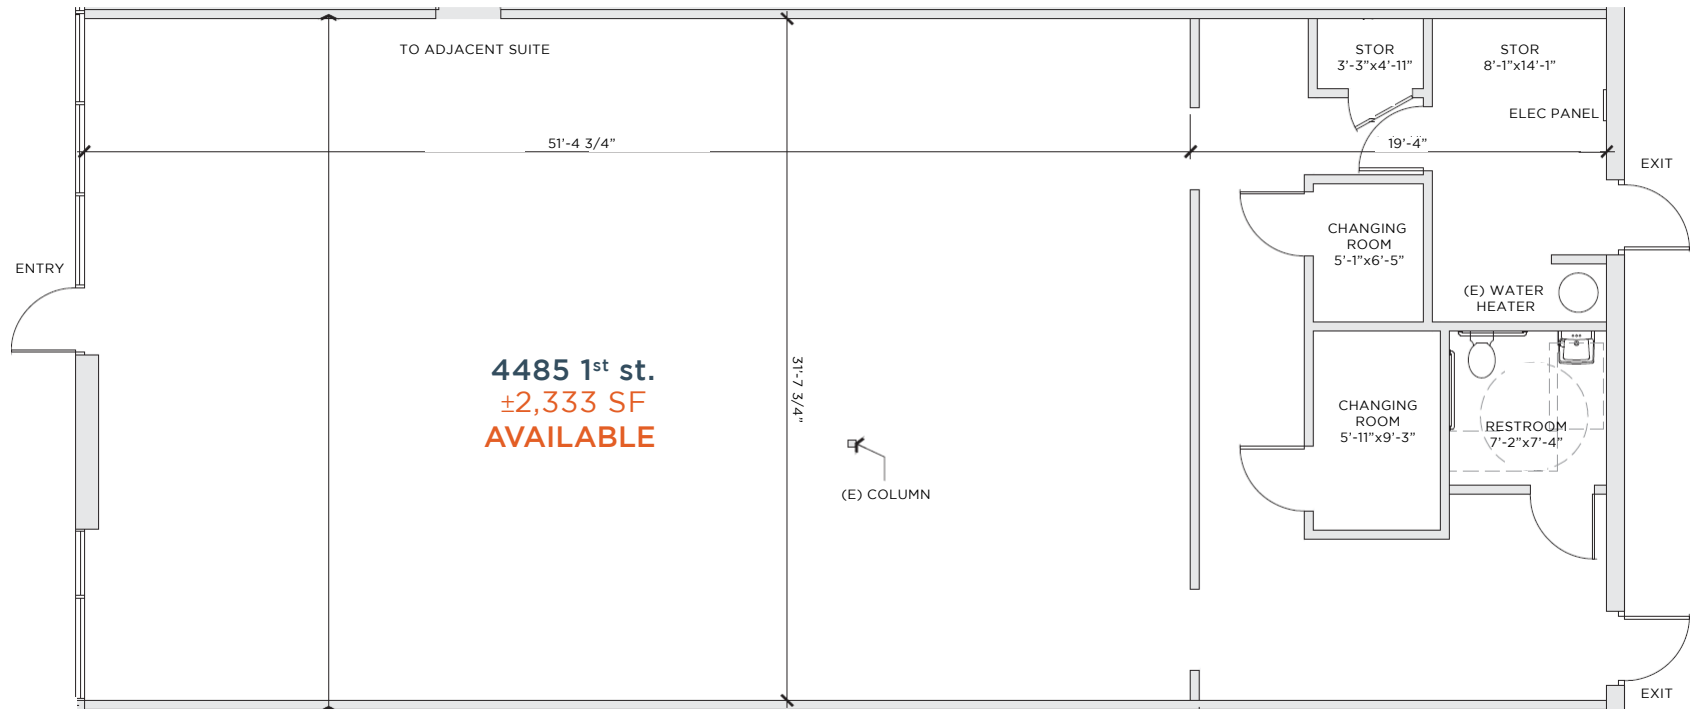 TO ADJACENT SUITE
STOR
3'-3"x4'-11"
STOR
8'-1"x14'-1"
ELEC PANEL
51'-4 3/4"
19'-4"
EXIT
CHANGING
ROOM
5'-1"x6'-5"
ENTRY
(E) WATER
HEATER
4485 1st st.
±2,333 SF
AVAILABLE
31'-7 3/4"
CHANGING
ROOM
5'-11"x9'-3"
RESTROOM
7'-2"x7'-4"
(E) COLUMN
EXIT